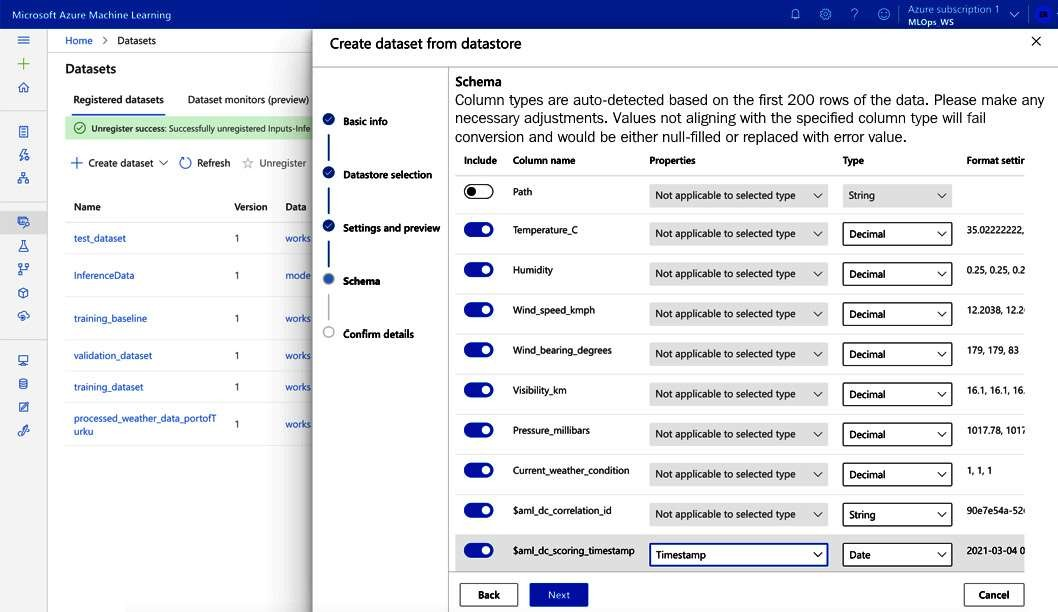 Microsoft Azure Machine Learning
Azure subscription 1
MLOps_WS
Home > Datasets
Datasets
Registered datasets Dataset monitors (preview)
Unregister success: Successfully unregistered Inputs-Infe
Create dataset Refresh Unregister
Name Version Data
test_dataset 1 works
InferenceData 1 mode
training_baseline 1 works
validation_dataset 1 works
training_dataset 1 works
processed_weather_data_portofT
urku 1 works
Create dataset from datastore
Basic info
Datastore selection
Settings and preview
Schema
Confirm details
Schema
Column types are auto-detected based on the first 200 rows of the data. Please make any
necessary adjustments. Values not aligning with the specified column type will fail
conversion and would be either null-filled or replaced with error value.
Include Column name Properties Type Format settin
Path Not applicable to selected type String
Temperature_C Not applicable to selected type Decimal 35.02222222,
Humidity Not applicable to selected type Decimal 0.25, 0.25, 0.2
Wind_speed_kmph Not applicable to selected type Decimal 12.2038, 12.2
Wind_bearing_degrees Not applicable to selected type Decimal 179, 179, 83
Visibility_km Not applicable to selected type Decimal 16.1, 16.1, 16.
Pressure_millibars Not applicable to selected type Decimal 1017.78, 1017
Current_weather_condition Not applicable to selected type Decimal 1, 1, 1
$aml_dc_correlation_id Not applicable to selected type String 90e7e54a-52
$aml_dc_scoring_timestamp Timestamp Date 2021-03-04 0
Back Next Cancel